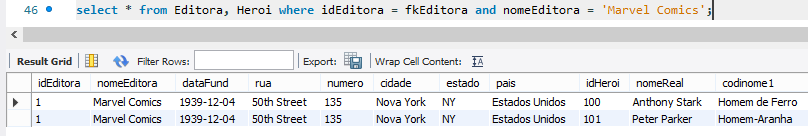 46 select * from Editora, Heroi where idEditora = fkEditora and nomeEditora = 'Marvel Comics';
Result Grid Filter Rows: Export: Wrap Cell Content: IA
idEditora nomeEditora dataFund rua numero cidade estado pais idHeroi nomeReal codinome1
1 Marvel Comics 1939-12-04 50th Street 135 Nova York NY Estados Unidos 100 Anthony Stark Homem de Ferro
1 Marvel Comics 1939-12-04 50th Street 135 Nova York NY Estados Unidos 101 Peter Parker Homem-Aranha